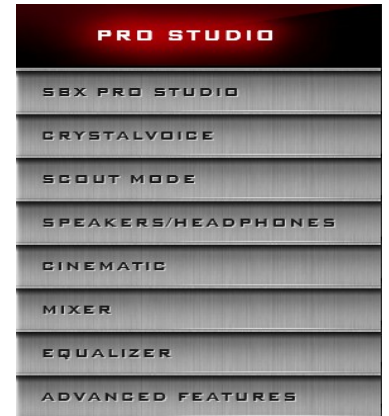 PRO STUDIO
SBX PRO STUDIO
CRYSTALVOICE
SCOUT MODE
SPEAKERS/HEADPHONES
CINEMATIC
MIXER
EQUALIZER
ADVANCED FEATURES